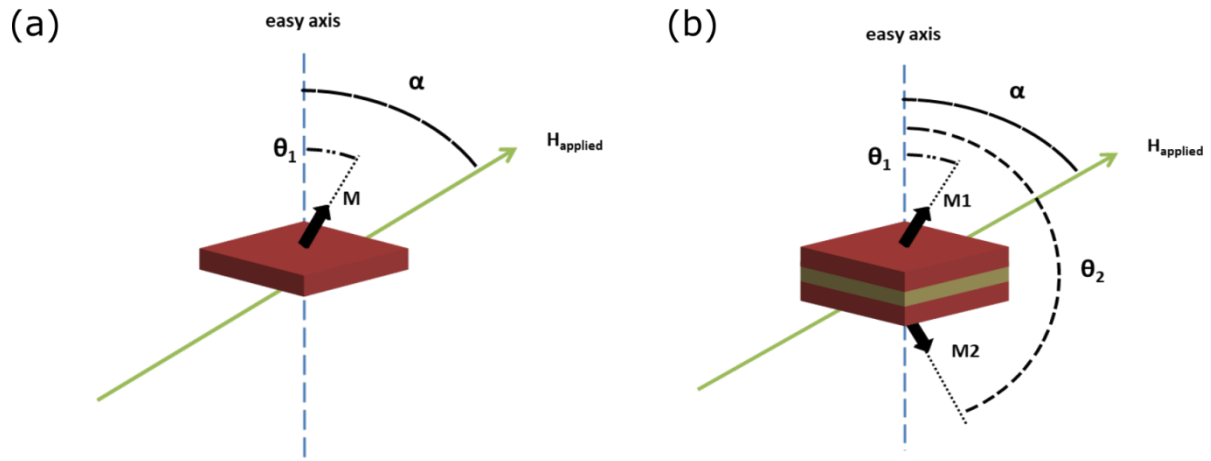 (a)
easy axis
α
θ1
Happlied
M
(b)
easy axis
α
θ1
Happlied
M1
θ2
M2